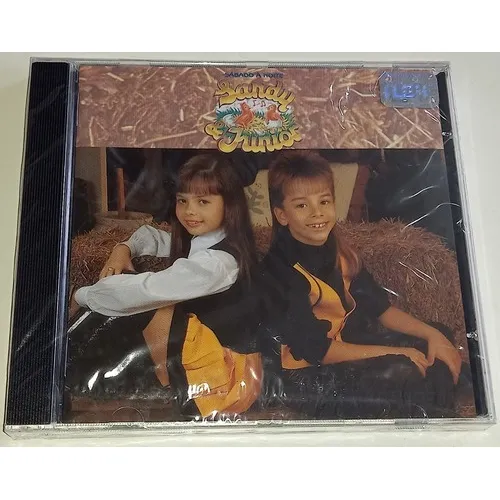 SÁBADO À NOITE
Sandy
& Junior